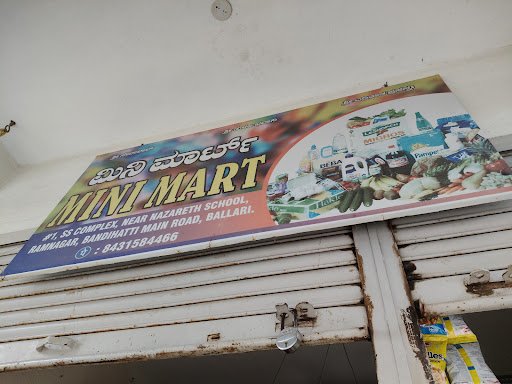 ಮಿನಿ ಮಾರ್ಟ್
MINI MART
#1, SS COMPLEX, NEAR NAZARETH SCHOOL,
RAMNAGAR, BANDIHATTI MAIN ROAD, BALLARI.
: 8431584466